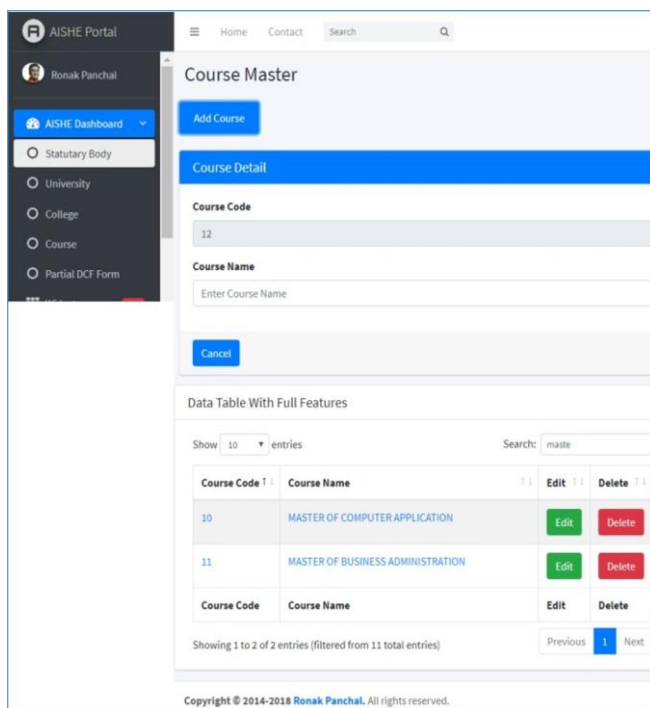 AISHE Portal
Home Contact Search
Ronak Panchal
AISHE Dashboard
Statutary Body
University
College
Course
Partial DCF Form
Course Master
Add Course
Course Detail
Course Code
12
Course Name
Enter Course Name
Cancel
Data Table With Full Features
Show 10 entries Search: maste
Course Code Course Name Edit Delete
10 MASTER OF COMPUTER APPLICATION Edit Delete
11 MASTER OF BUSINESS ADMINISTRATION Edit Delete
Course Code Course Name Edit Delete
Showing 1 to 2 of 2 entries (filtered from 11 total entries) Previous 1 Next
Copyright © 2014-2018 Ronak Panchal. All rights reserved.